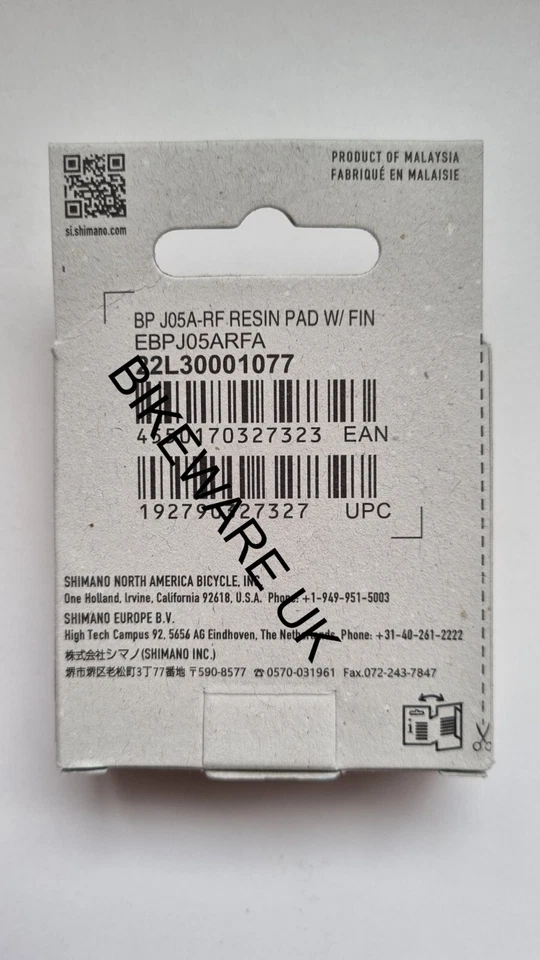 PRODUCT OF MALAYSIA
FABRIQUÉ EN MALAISIE
si.shimano.com
BP J05A-RF RESIN PAD W/ FIN
EBPJ05ARFA
4550170327323 EAN
192790327327 UPC
BIKEWARE UK
SHIMANO NORTH AMERICA BICYCLE, INC.
One Holland, Irvine, California 92618, U.S.A. Phone: +1-949-951-5003
SHIMANO EUROPE B.V.
High Tech Campus 92, 5656 AG Eindhoven, The Netherlands Phone: +31-40-261-2222
株式会社シマノ(SHIMANO INC.)
堺市堺区老松町3丁77番地 〒590-8577 ☎0570-031961 Fax.072-243-7847